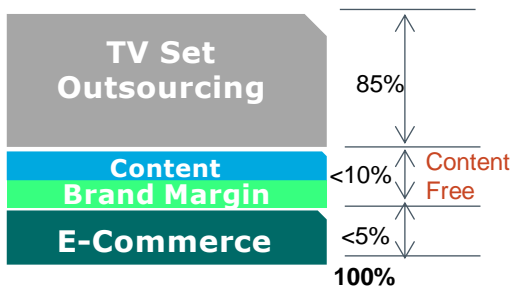 TV Set
Outsourcing
85%
Content
Brand Margin
<10%
Content
Free
E-Commerce
<5%
100%